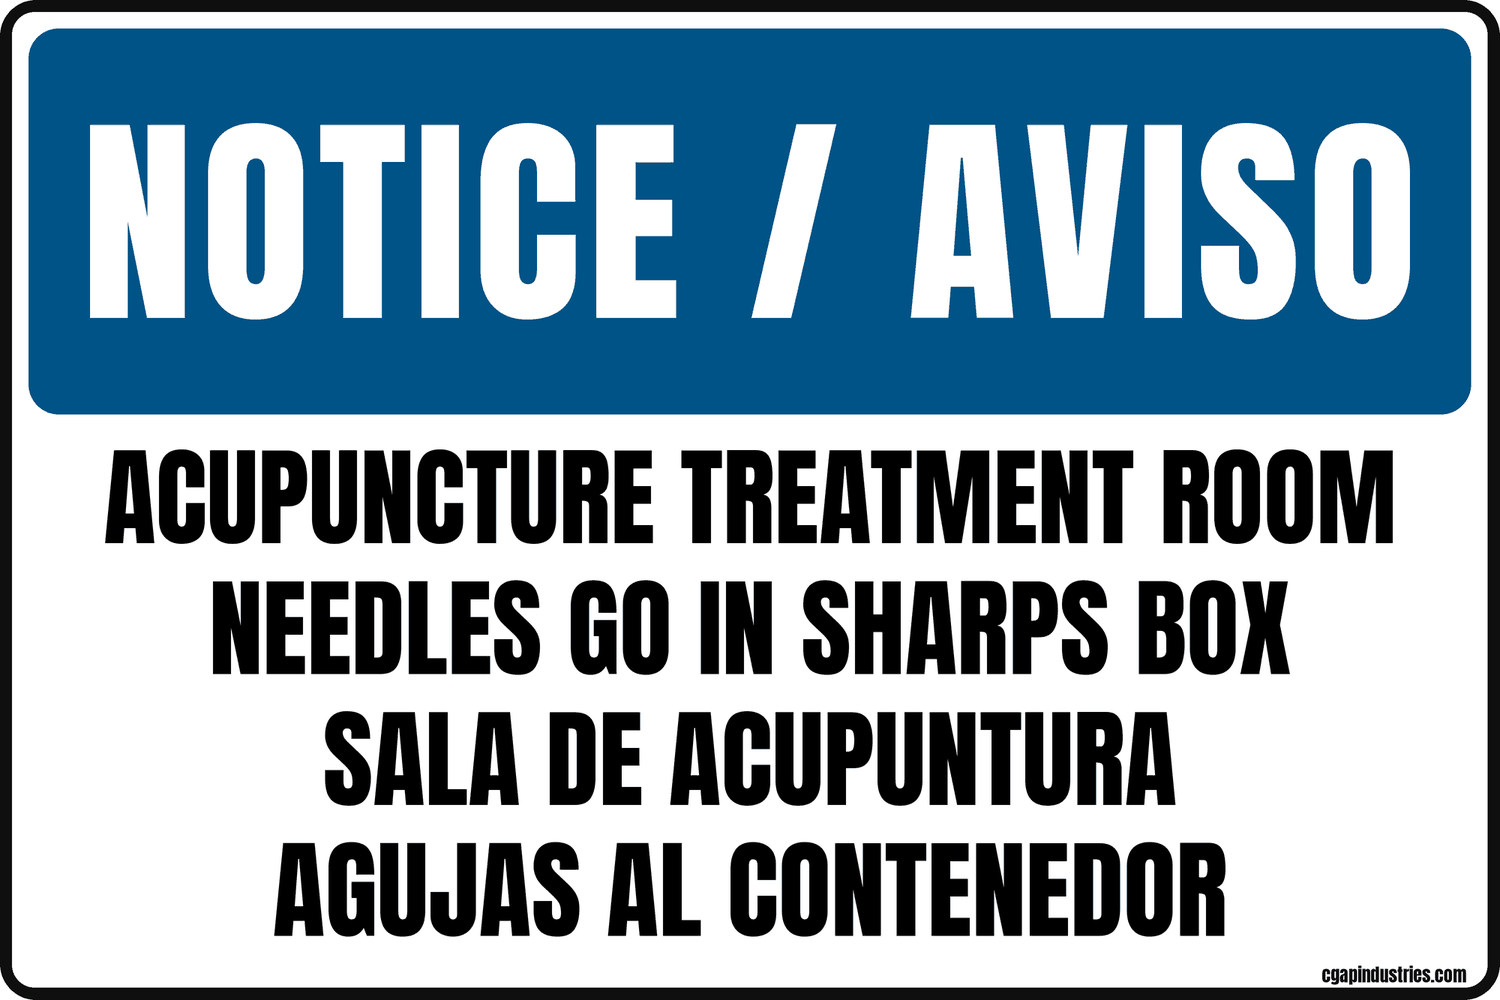 NOTICE / AVISO
ACUPUNCTURE TREATMENT ROOM
NEEDLES GO IN SHARPS BOX
SALA DE ACUPUNTURA
AGUJAS AL CONTENEDOR
cgapindustries.com